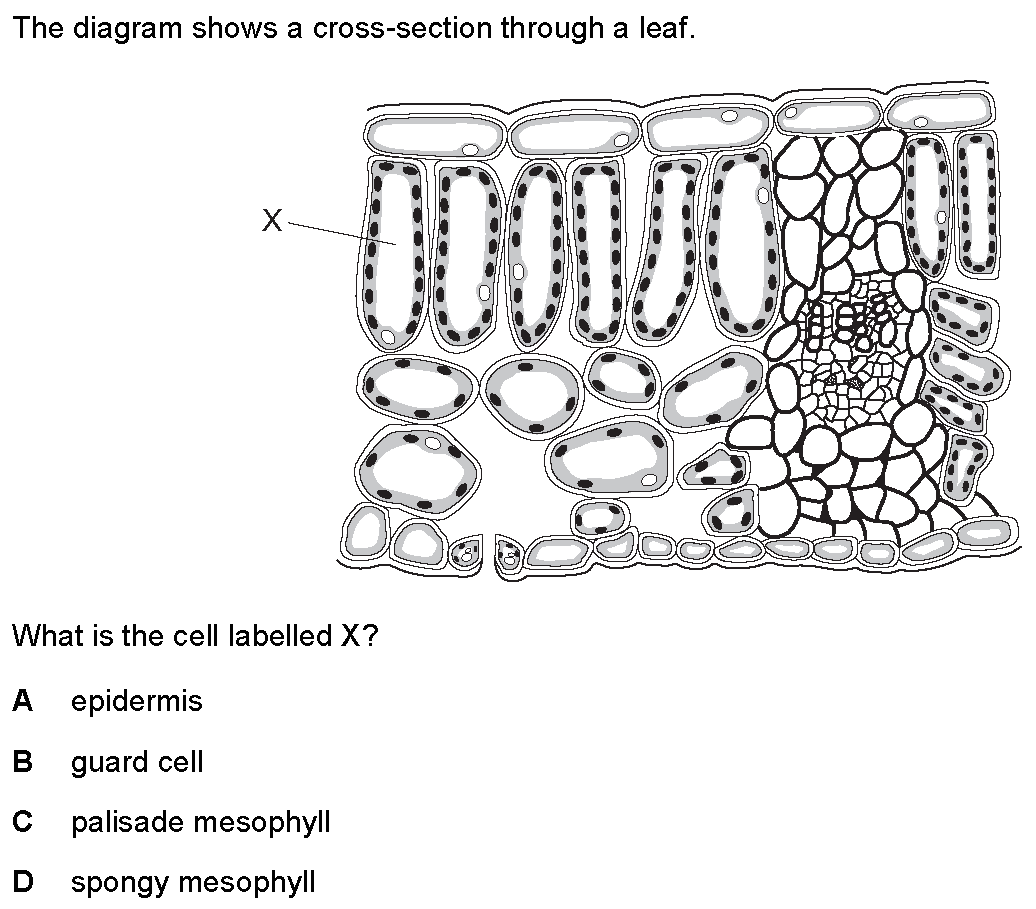 The diagram shows a cross-section through a leaf.
X
What is the cell labelled X?
A epidermis
B guard cell
C palisade mesophyll
D spongy mesophyll